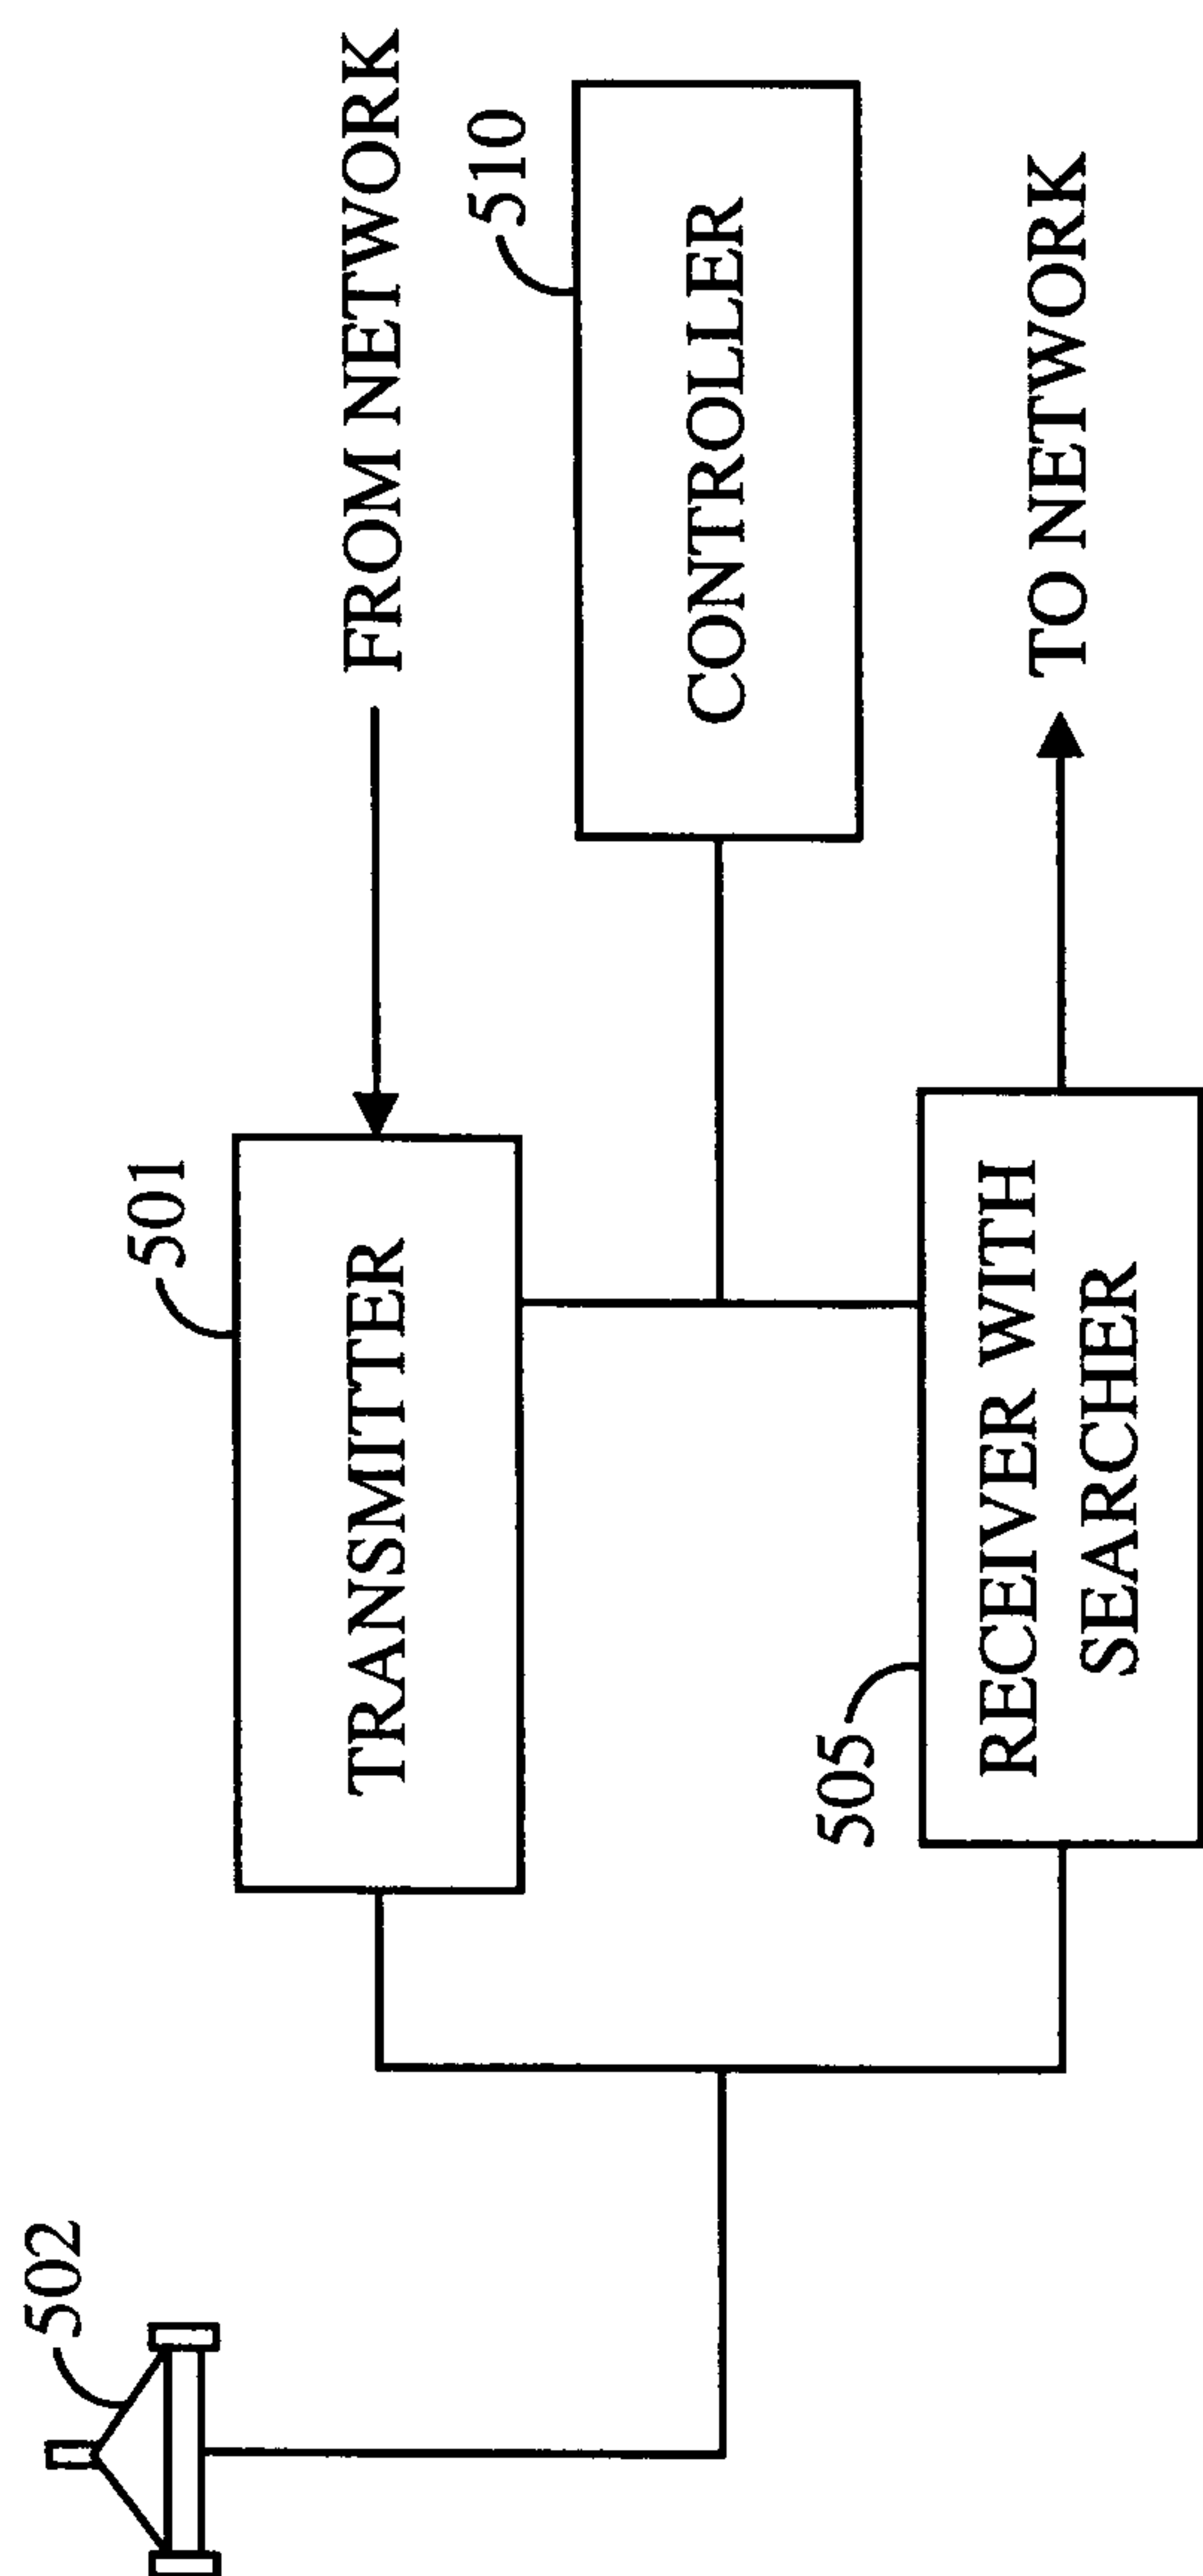 502
501
TRANSMITTER
FROM NETWORK
510
CONTROLLER
505
RECEIVER WITH
SEARCHER
TO NETWORK